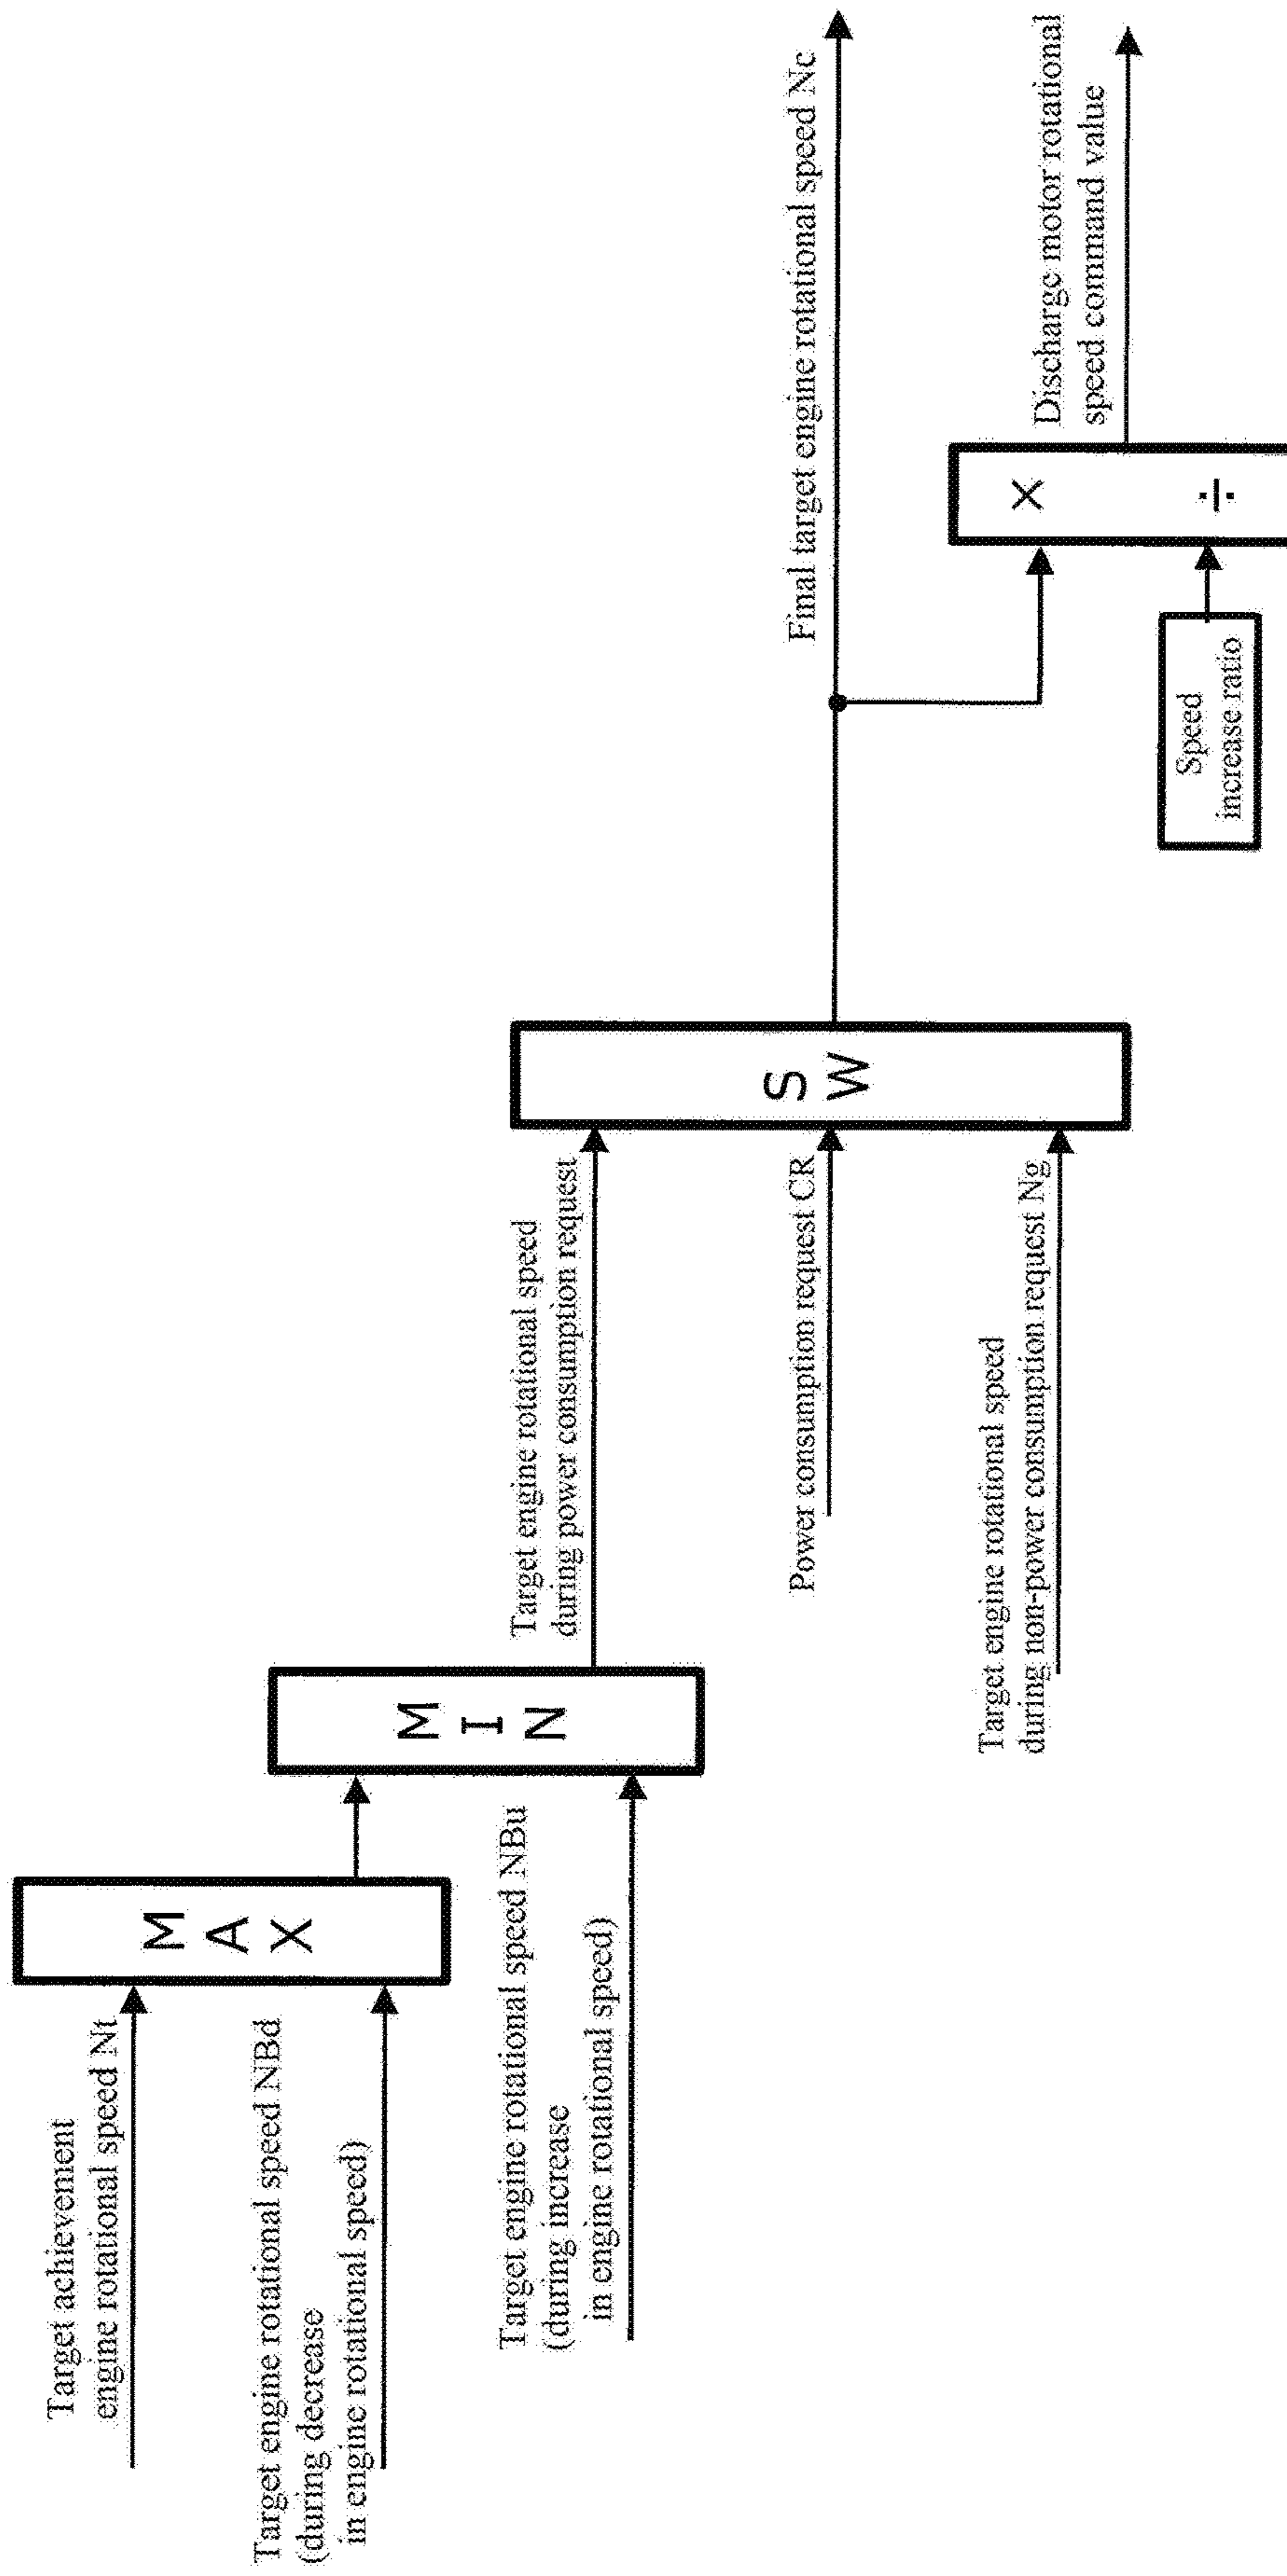 Target achievement
engine rotational speed Nt
Target engine rotational speed NBd
(during decrease
in engine rotational speed)
MAX
Target engine rotational speed NBu
(during increase
in engine rotational speed)
MIN
Target engine rotational speed
during power consumption request
Power consumption request CR
Target engine rotational speed
during non-power consumption request Ng
SW
Final target engine rotational speed Nc
Speed
increase ratio
×
÷
Discharge motor rotational
speed command value